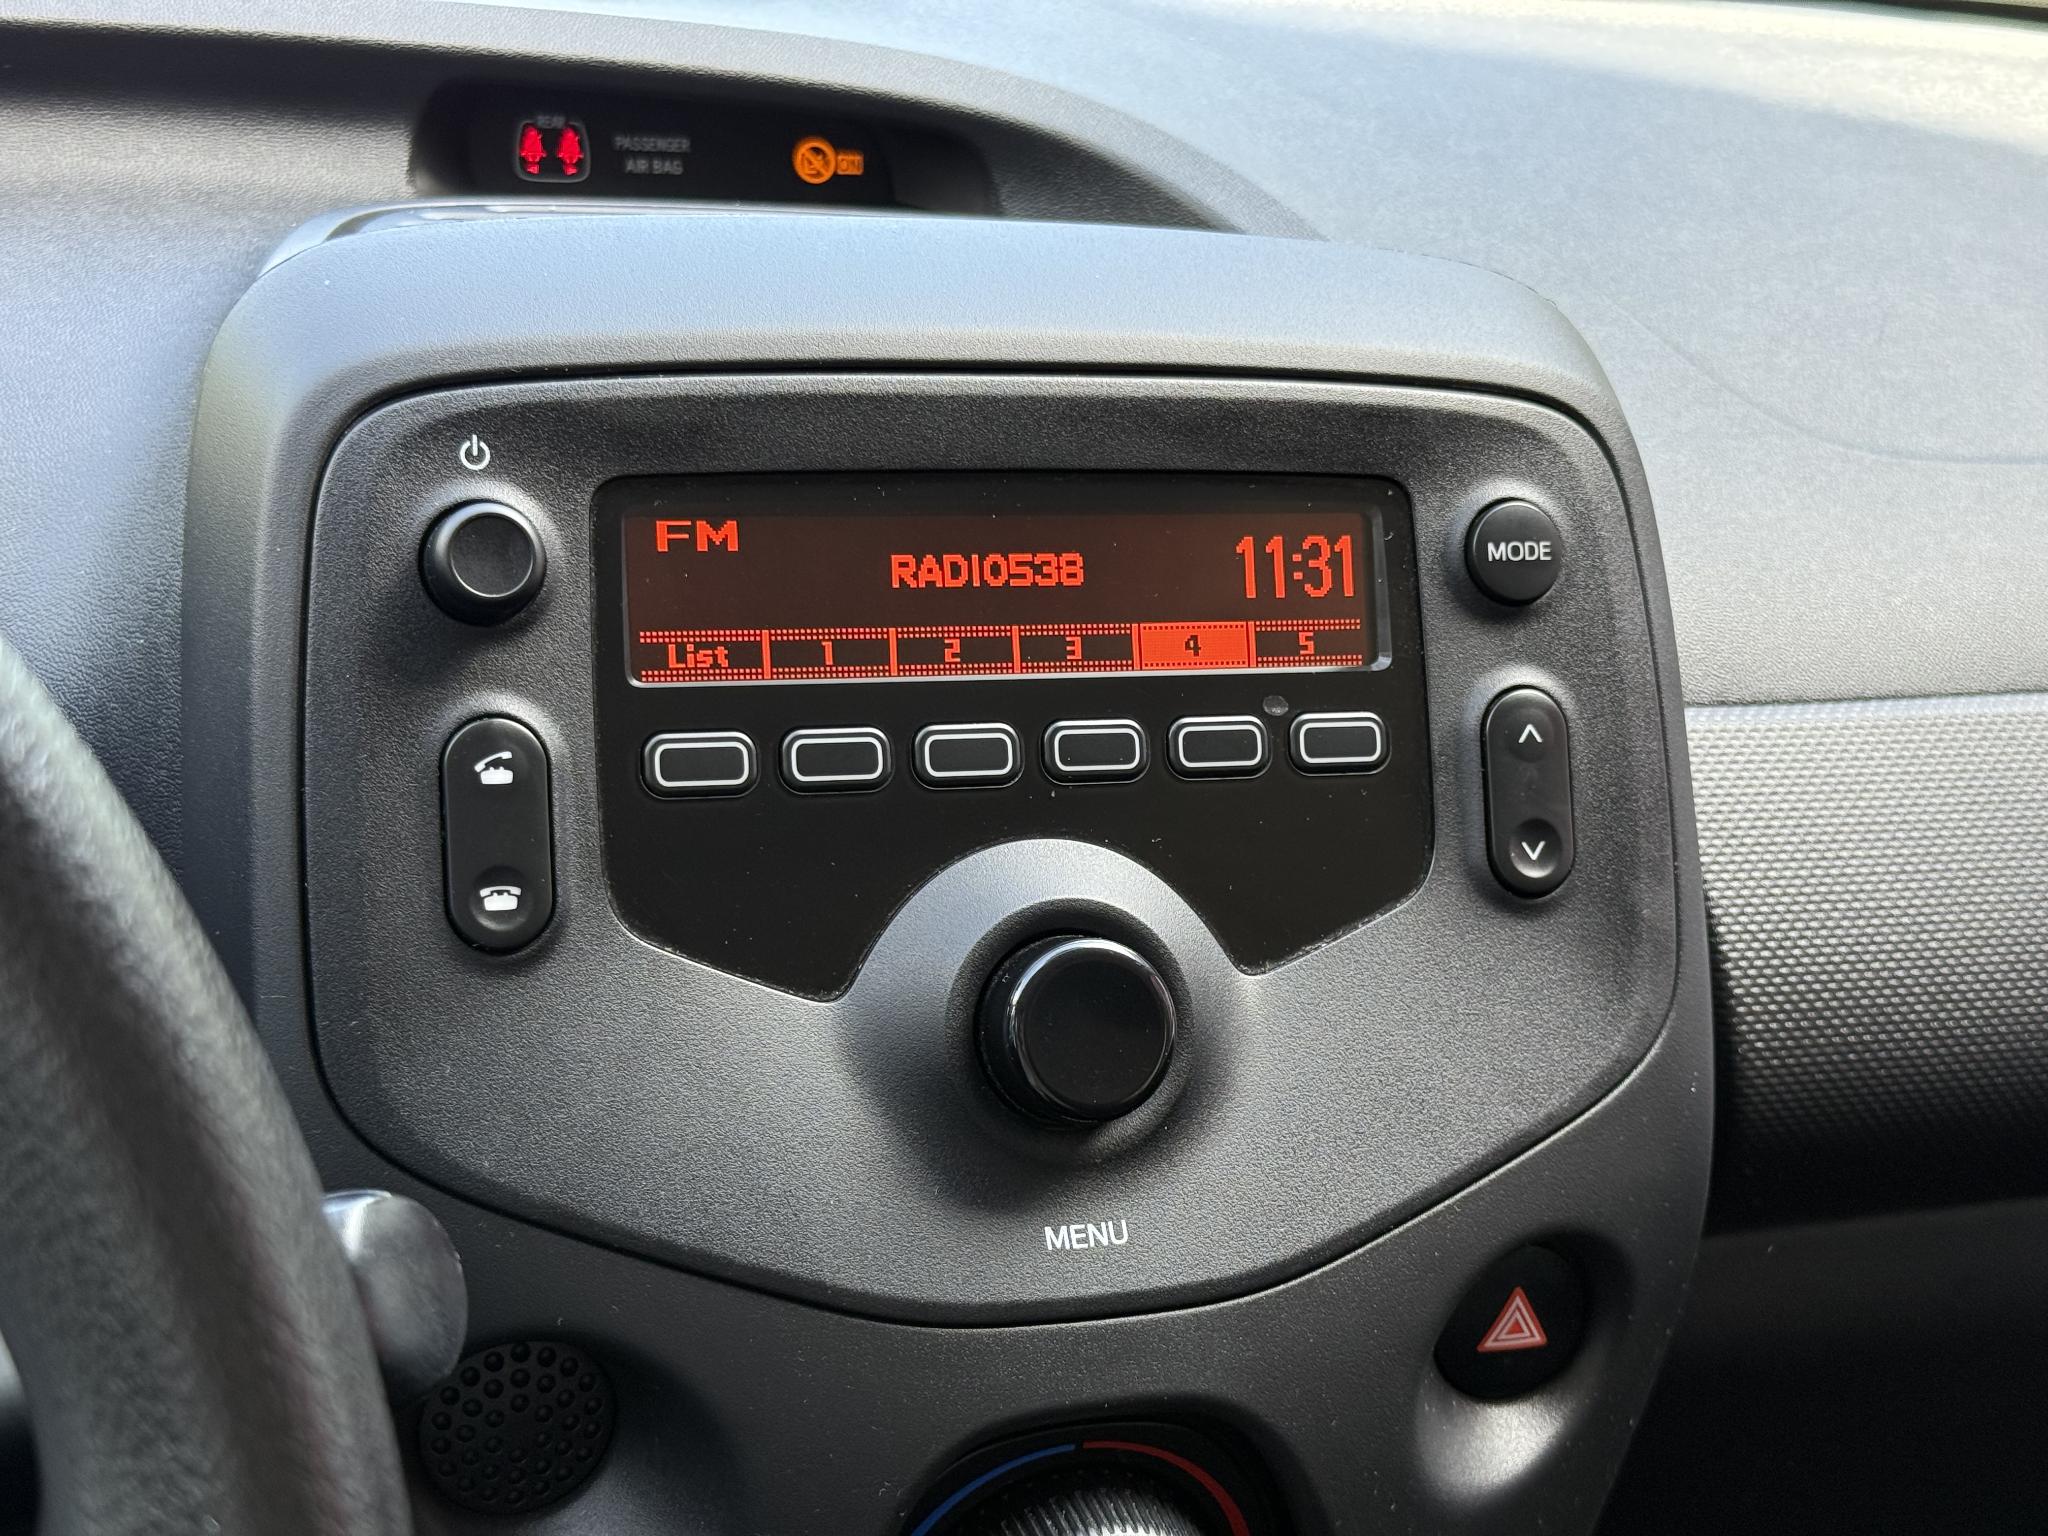 REAR
PASSENGER
AIR BAG
ON
FM
RADIO538
11:31
List 1 2 3 4 5
MODE
MENU